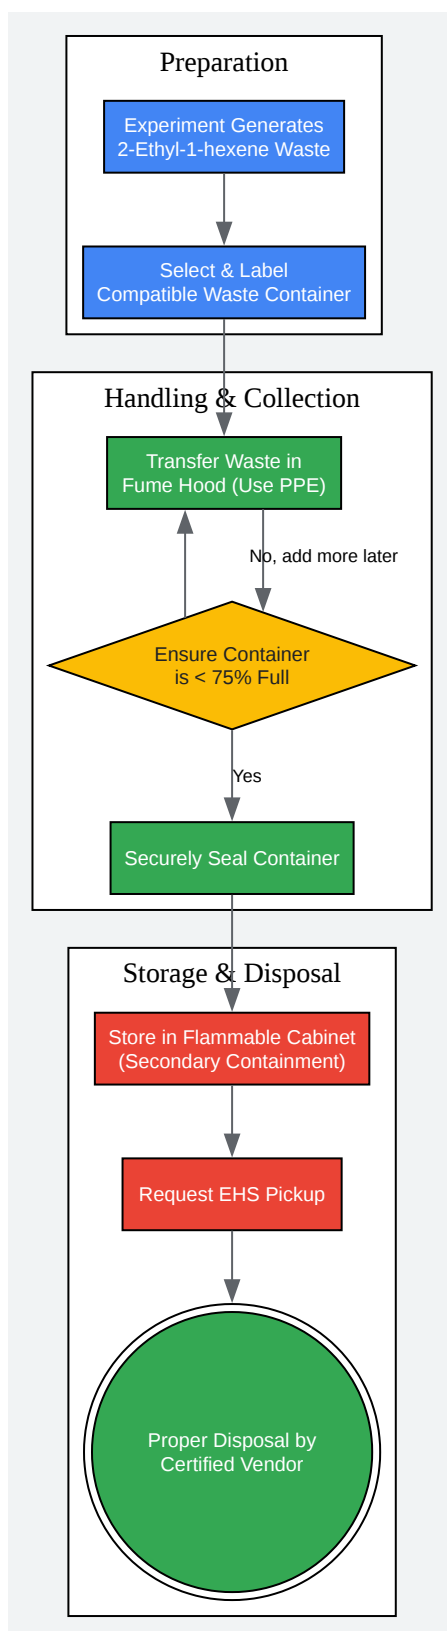 Preparation
Experiment Generates
2-Ethyl-1-hexene Waste
Select & Label
Compatible Waste Container
Handling & Collection
Transfer Waste in
Fume Hood (Use PPE)
No, add more later
Ensure Container
is < 75% Full
Yes
Securely Seal Container
Storage & Disposal
Store in Flammable Cabinet
(Secondary Containment)
Request EHS Pickup
Proper Disposal by
Certified Vendor